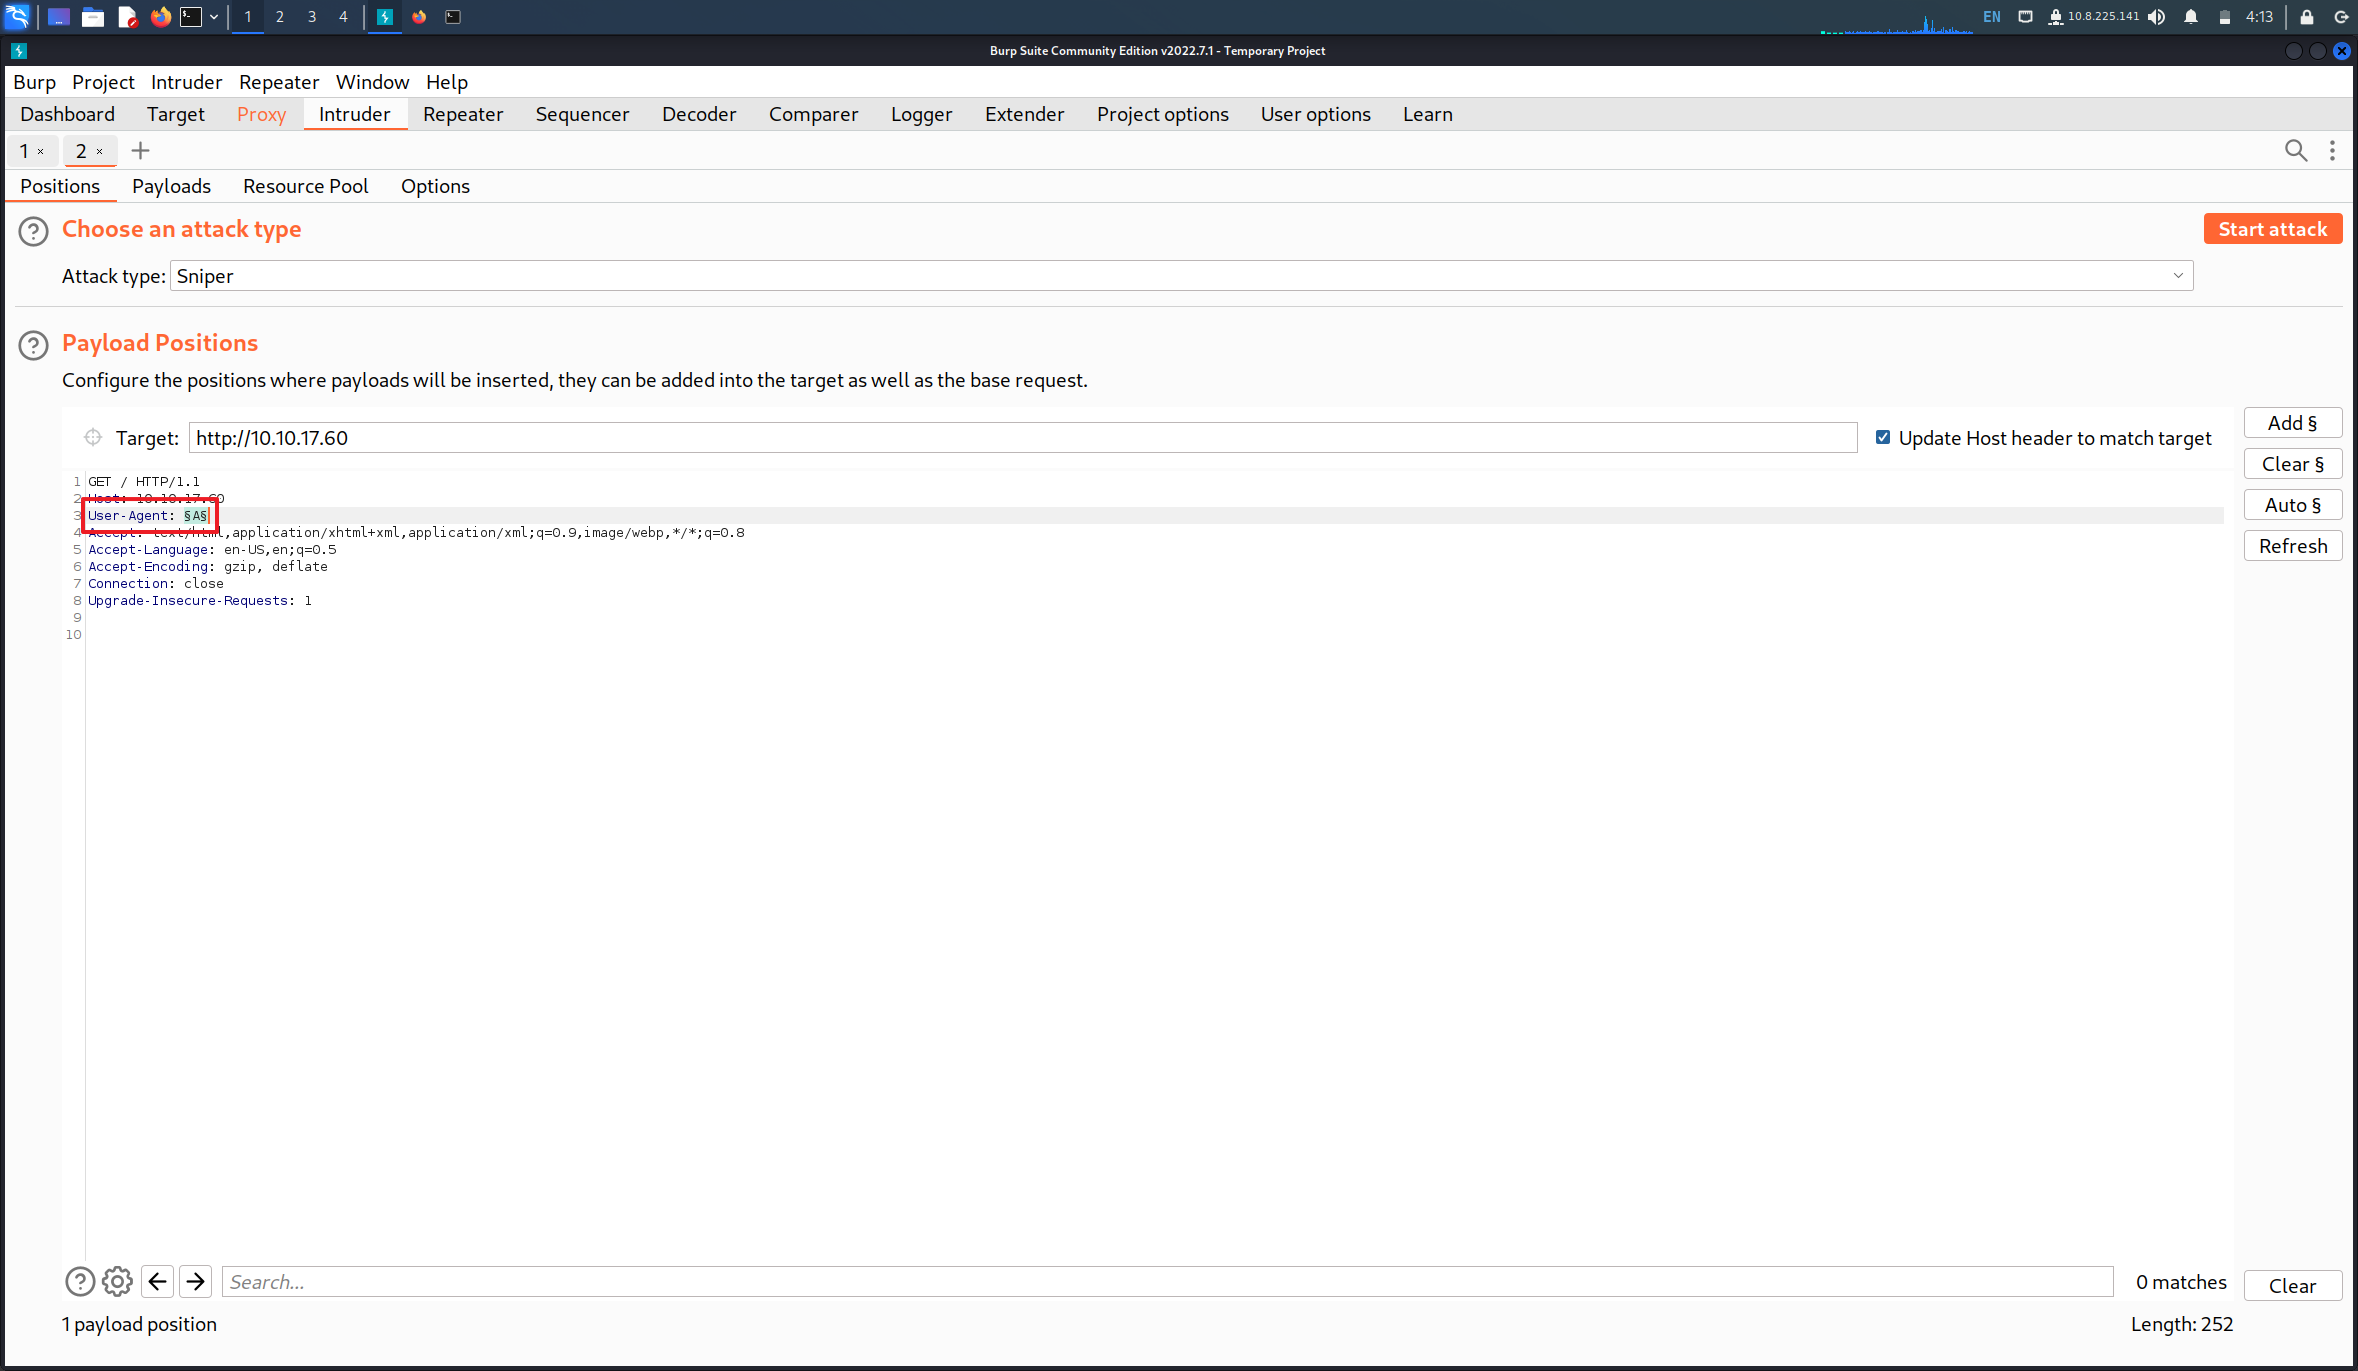 1 2 3 4 EN 10.8.225.141 4:13
Burp Suite Community Edition v2022.7.1 - Temporary Project
Burp Project Intruder Repeater Window Help
Dashboard Target Proxy Intruder Repeater Sequencer Decoder Comparer Logger Extender Project options User options Learn
1 × 2 × +
Positions Payloads Resource Pool Options
Choose an attack type
Start attack
Attack type: Sniper
Payload Positions
Configure the positions where payloads will be inserted, they can be added into the target as well as the base request.
Target: http://10.10.17.60
Update Host header to match target
Add §
Clear §
Auto §
Refresh
1 GET / HTTP/1.1
2 Host: 10.10.17.60
3 User-Agent: §A§
4 Accept: text/html,application/xhtml+xml,application/xml;q=0.9,image/webp,*/*;q=0.8
5 Accept-Language: en-US,en;q=0.5
6 Accept-Encoding: gzip, deflate
7 Connection: close
8 Upgrade-Insecure-Requests: 1
9
10
Search...
0 matches
Clear
1 payload position
Length: 252